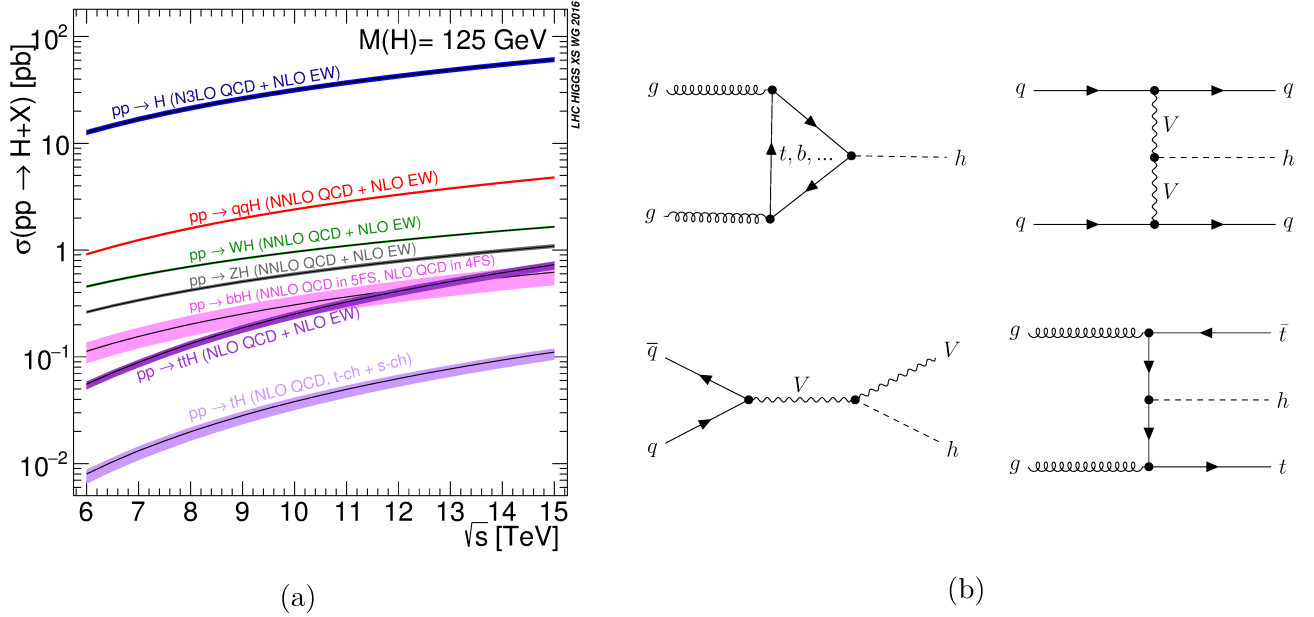 M(H)= 125 GeV
LHC HIGGS XS WG 2016
σ(pp → H+X) [pb]
10²
10
1
10⁻¹
10⁻²
pp → H (N3LO QCD + NLO EW)
pp → qqH (NNLO QCD + NLO EW)
pp → WH (NNLO QCD + NLO EW)
pp → ZH (NNLO QCD + NLO EW)
pp → bbH (NNLO QCD in 5FS, NLO QCD in 4FS)
pp → ttH (NLO QCD + NLO EW)
pp → tH (NLO QCD, t-ch + s-ch)
6 7 8 9 10 11 12 13 14 15
√s [TeV]
(a)
g
t, b, ...
h
g
q q
V
h
V
q q
q̅ V
V
q h
g t̅
h
g t
(b)